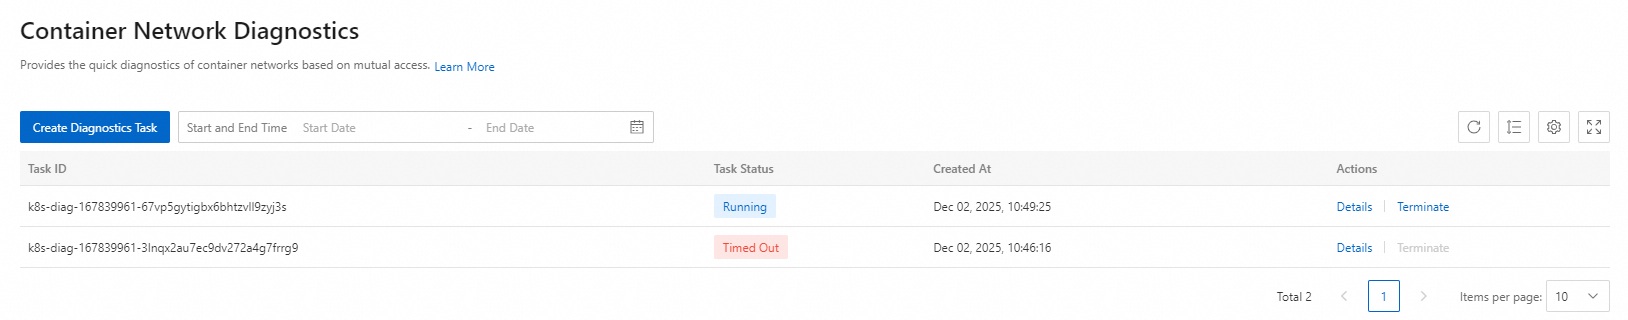 Container Network Diagnostics
Provides the quick diagnostics of container networks based on mutual access. Learn More
Create Diagnostics Task Start and End Time Start Date - End Date
Task ID Task Status Created At Actions
k8s-diag-167839961-67vp5gytigbx6bhtzvll9zyj3s Running Dec 02, 2025, 10:49:25 Details Terminate
k8s-diag-167839961-3lnqx2au7ec9dv272a4g7frrg9 Timed Out Dec 02, 2025, 10:46:16 Details Terminate
Total 2 1 Items per page: 10